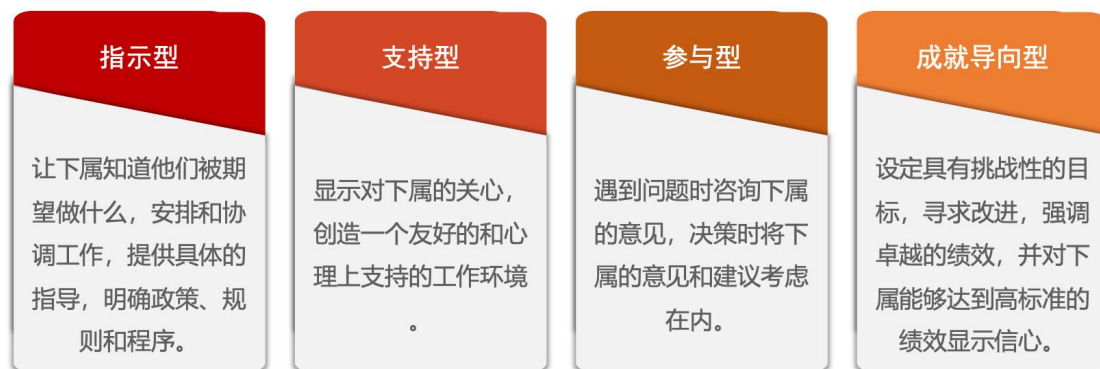 指示型
让下属知道他们被期
望做什么，安排和协
调工作，提供具体的
指导，明确政策、规
则和程序。
支持型
显示对下属的关心，
创造一个友好的和心
理上支持的工作环境
。
参与型
遇到问题时咨询下属
的意见，决策时将下
属的意见和建议考虑
在内。
成就导向型
设定具有挑战性的目
标，寻求改进，强调
卓越的绩效，并对下
属能够达到高标准的
绩效显示信心。